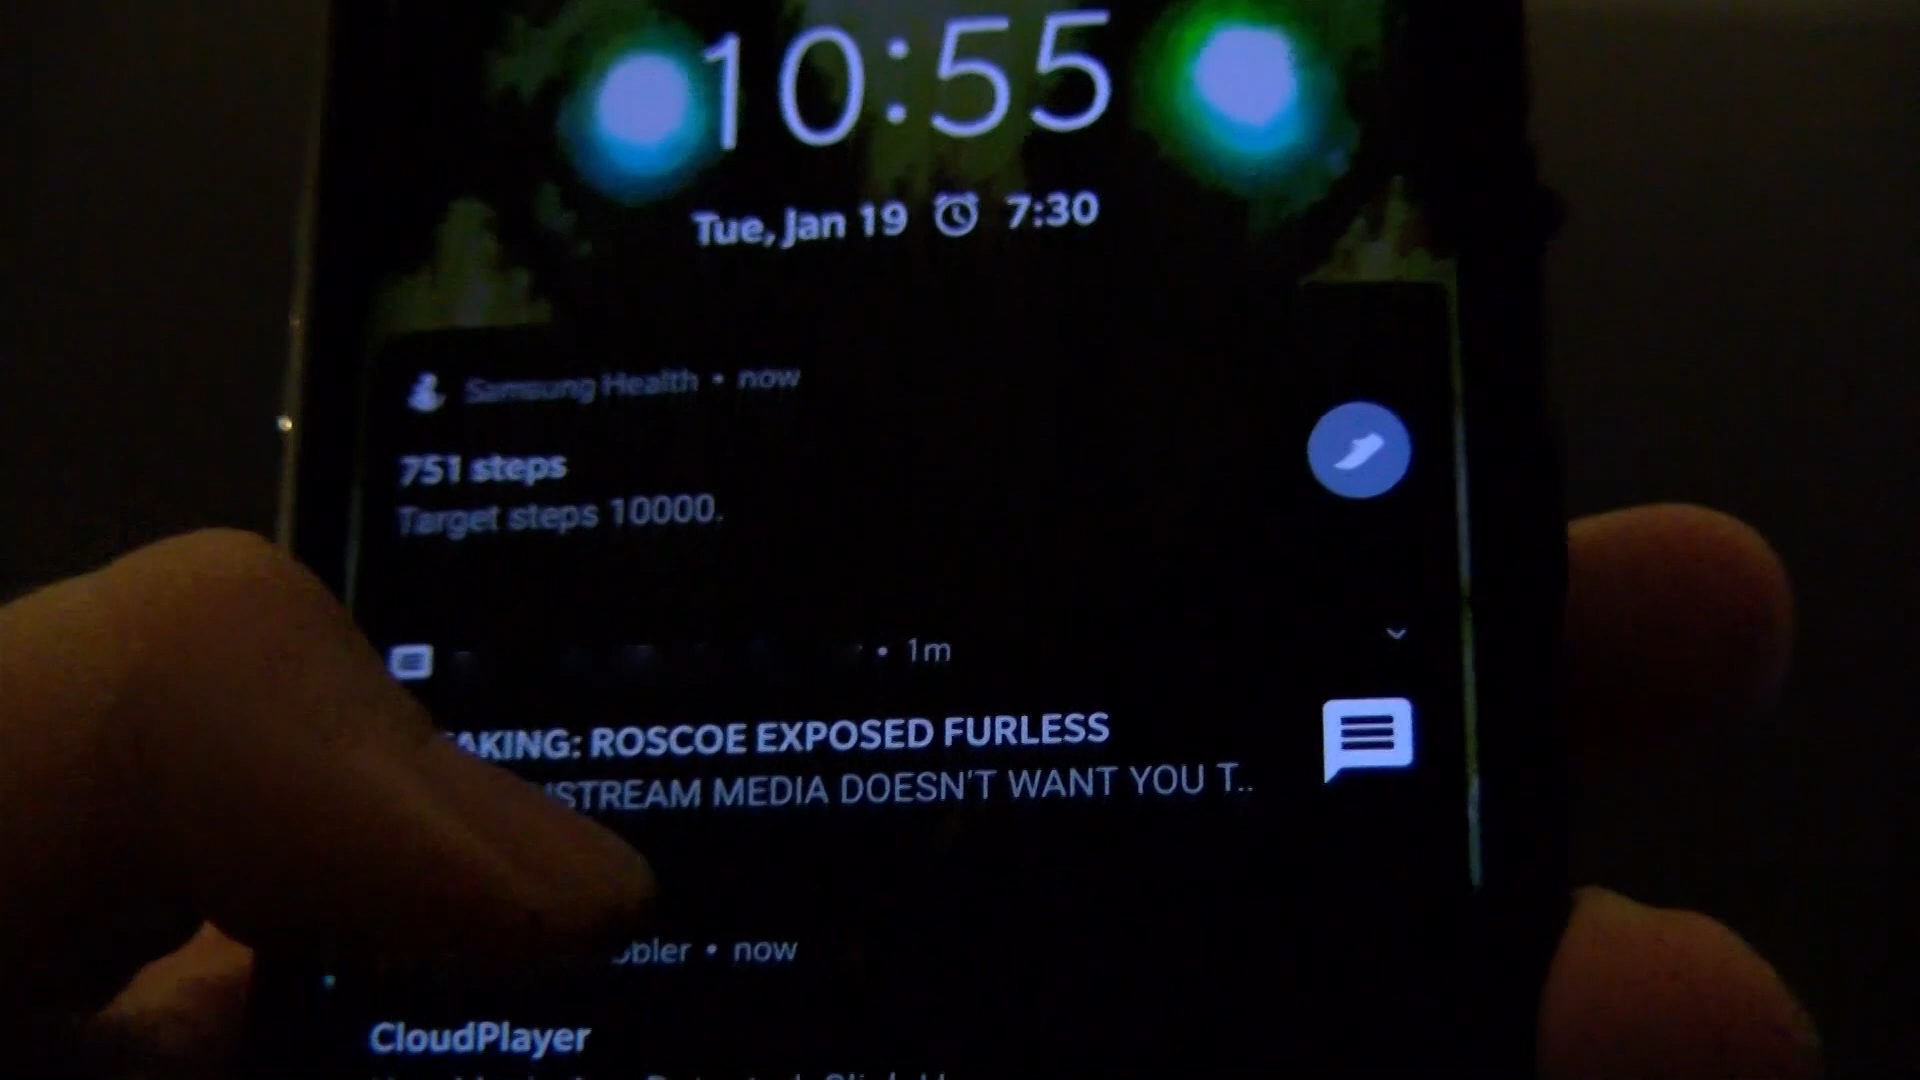 10:55
Tue, Jan 19 7:30
Samsung Health • now
751 steps
Target steps 10000.
• 1m
AKING: ROSCOE EXPOSED FURLESS
STREAM MEDIA DOESN'T WANT YOU T..
bler • now
CloudPlayer